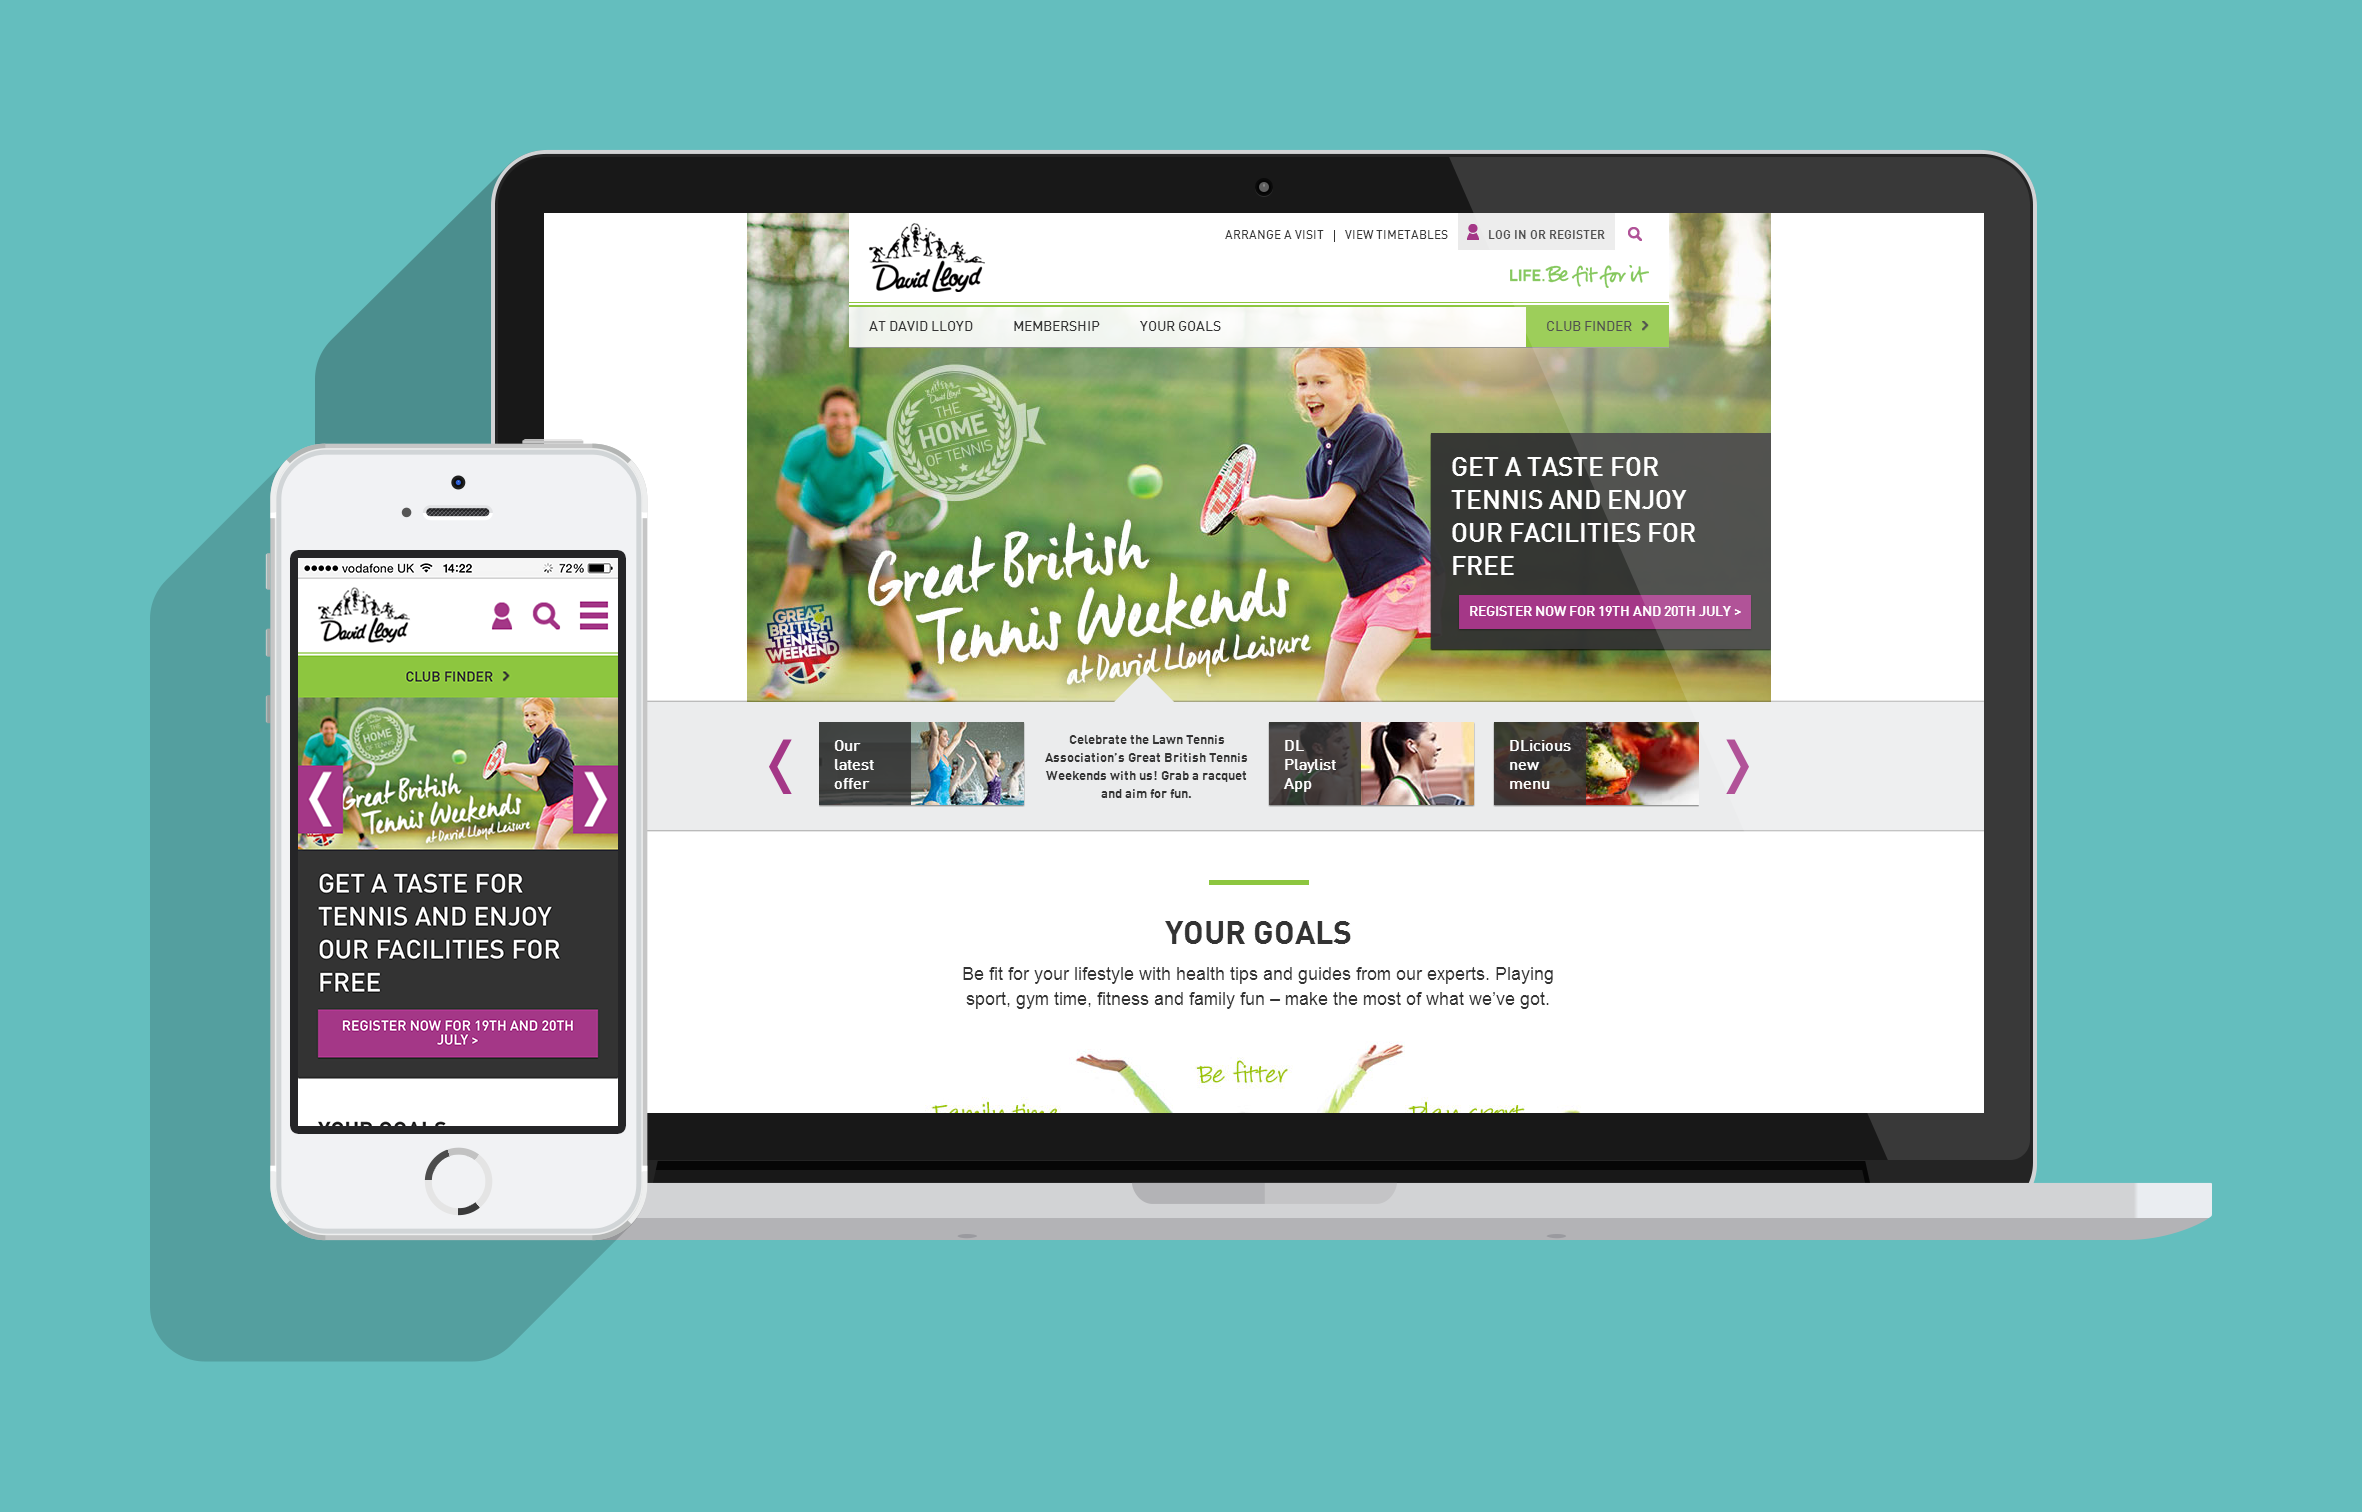 David Lloyd
ARRANGE A VISIT | VIEW TIMETABLES
LOG IN OR REGISTER
LIFE. Be fit for it
AT DAVID LLOYD
MEMBERSHIP
YOUR GOALS
CLUB FINDER >
David Lloyd
THE
HOME
OF TENNIS
Great British
Tennis Weekends
at David Lloyd Leisure
GREAT
BRITISH
TENNIS
WEEKEND
GET A TASTE FOR
TENNIS AND ENJOY
OUR FACILITIES FOR
FREE
REGISTER NOW FOR 19TH AND 20TH JULY >
Our
latest
offer
Celebrate the Lawn Tennis
Association's Great British Tennis
Weekends with us! Grab a racquet
and aim for fun.
DL
Playlist
App
DLicious
new
menu
YOUR GOALS
Be fit for your lifestyle with health tips and guides from our experts. Playing
sport, gym time, fitness and family fun – make the most of what we've got.
Be fitter
Family time
Play sport
vodafone UK 14:22 72%
David Lloyd
CLUB FINDER >
THE
HOME
OF TENNIS
Great British
Tennis Weekends
at David Lloyd Leisure
GET A TASTE FOR
TENNIS AND ENJOY
OUR FACILITIES FOR
FREE
REGISTER NOW FOR 19TH AND 20TH
JULY >
YOUR GOALS